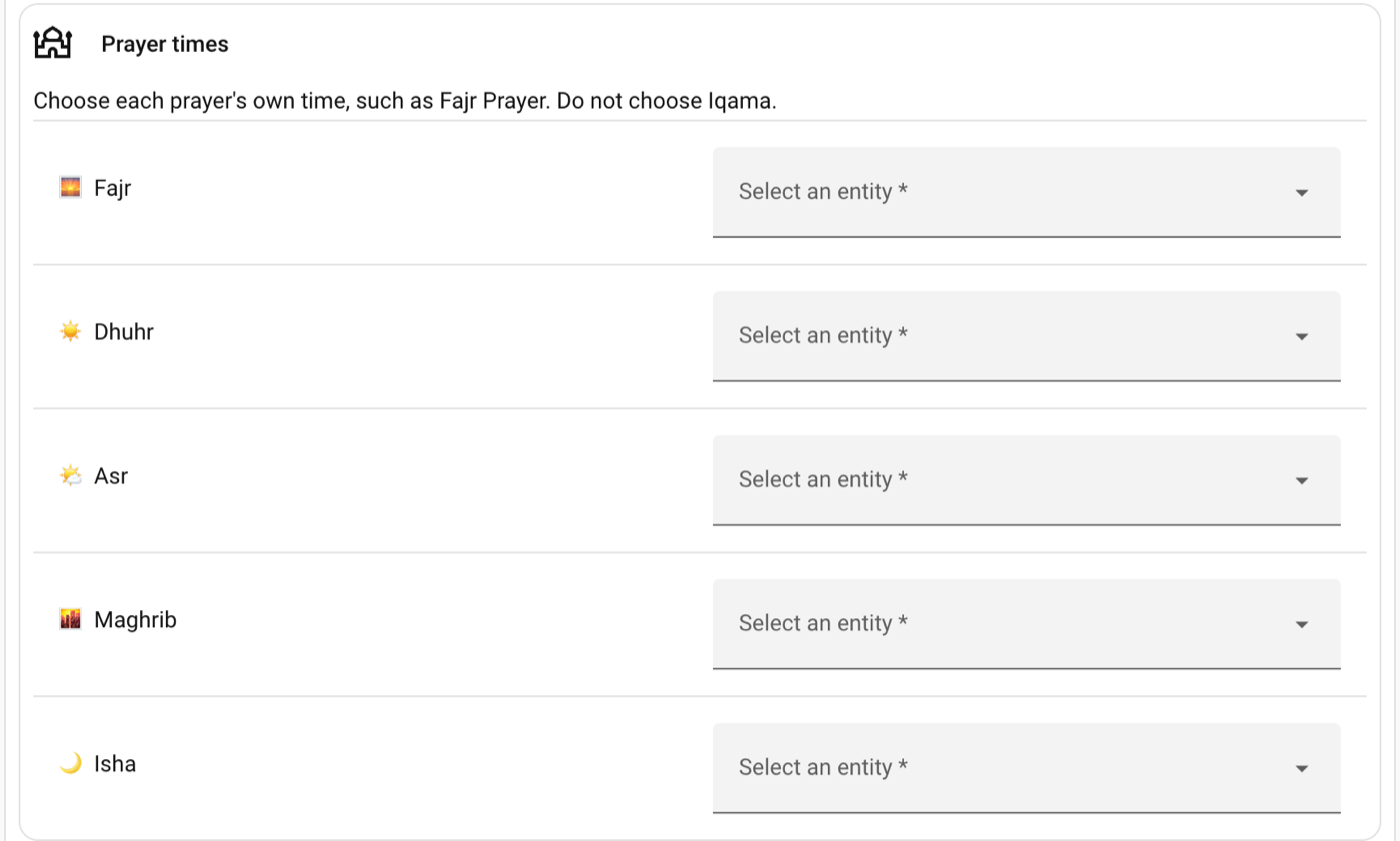 Prayer times
Choose each prayer's own time, such as Fajr Prayer. Do not choose Iqama.
Fajr
Select an entity *
Dhuhr
Select an entity *
Asr
Select an entity *
Maghrib
Select an entity *
Isha
Select an entity *